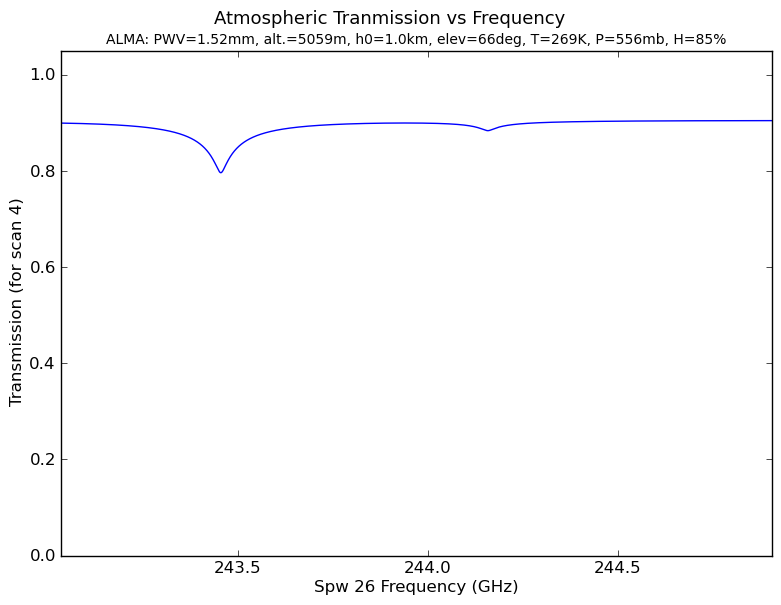 Atmospheric Tranmission vs Frequency
ALMA: PWV=1.52mm, alt.=5059m, h0=1.0km, elev=66deg, T=269K, P=556mb, H=85%
1.0
0.8
0.6
0.4
0.2
0.0
Transmission (for scan 4)
243.5 244.0 244.5
Spw 26 Frequency (GHz)